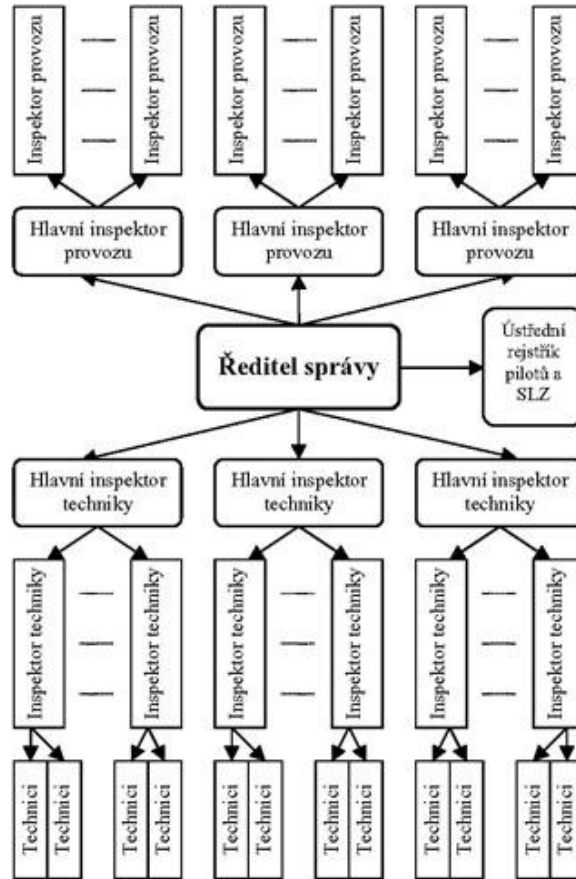 Inspektor provozu
Inspektor provozu
Inspektor provozu
Inspektor provozu
Inspektor provozu
Inspektor provozu
Hlavní inspektor
provozu
Hlavní inspektor
provozu
Hlavní inspektor
provozu
Ředitel správy
Ústřední
rejstřík
pilotů a
SLZ
Hlavní inspektor
techniky
Hlavní inspektor
techniky
Hlavní inspektor
techniky
Inspektor techniky
Inspektor techniky
Inspektor techniky
Inspektor techniky
Inspektor techniky
Inspektor techniky
Technici
Technici
Technici
Technici
Technici
Technici
Technici
Technici
Technici
Technici
Technici
Technici